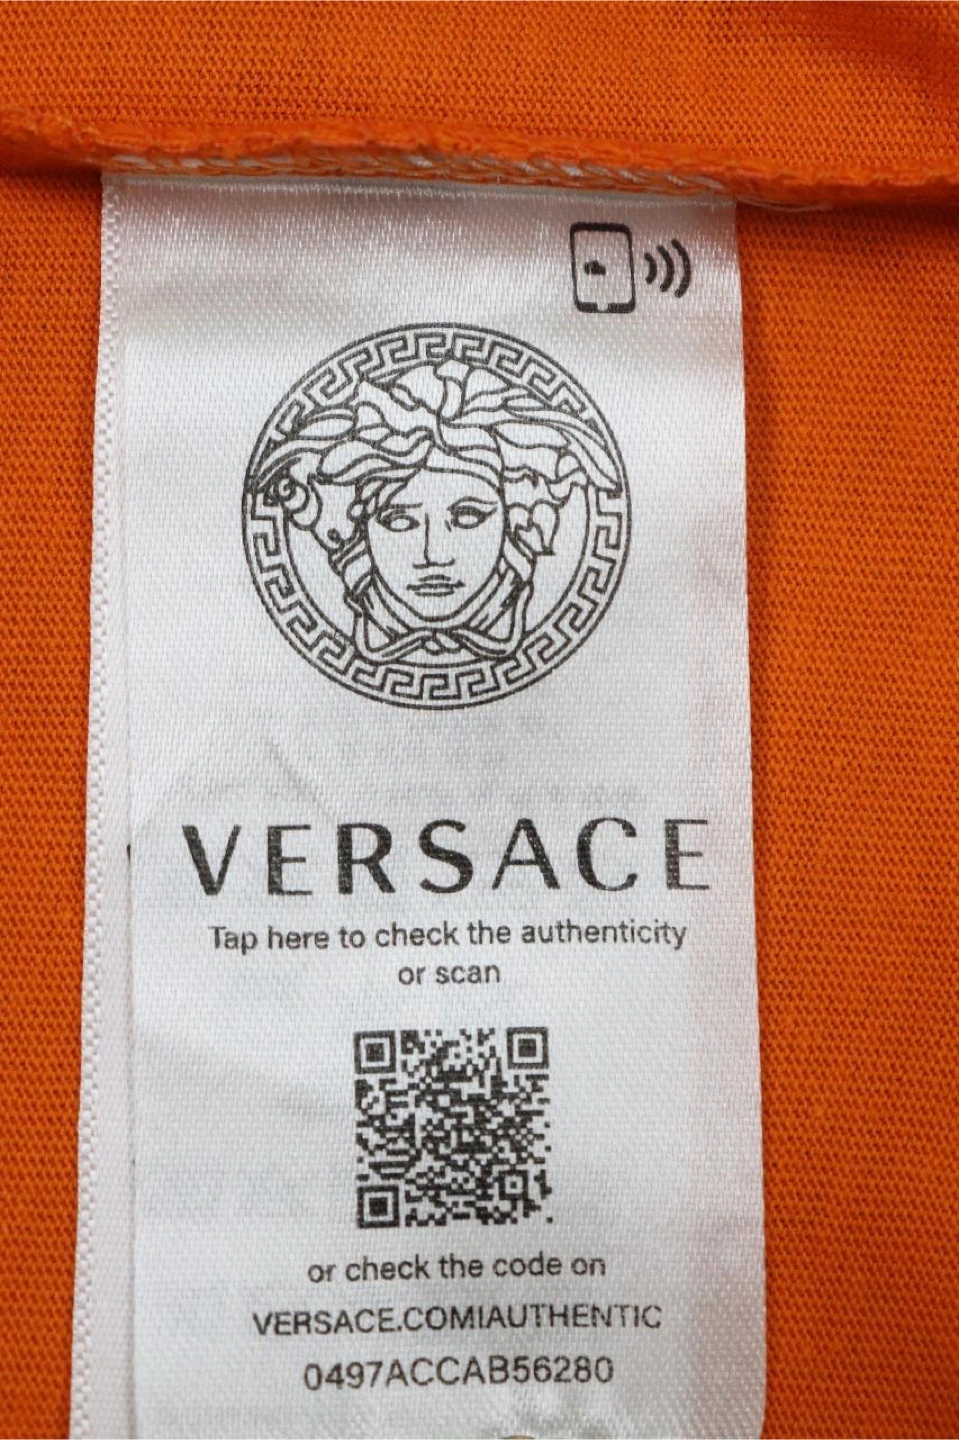 VERSACE
Tap here to check the authenticity
or scan
or check the code on
VERSACE.COMIAUTHENTIC
0497ACCAB56280